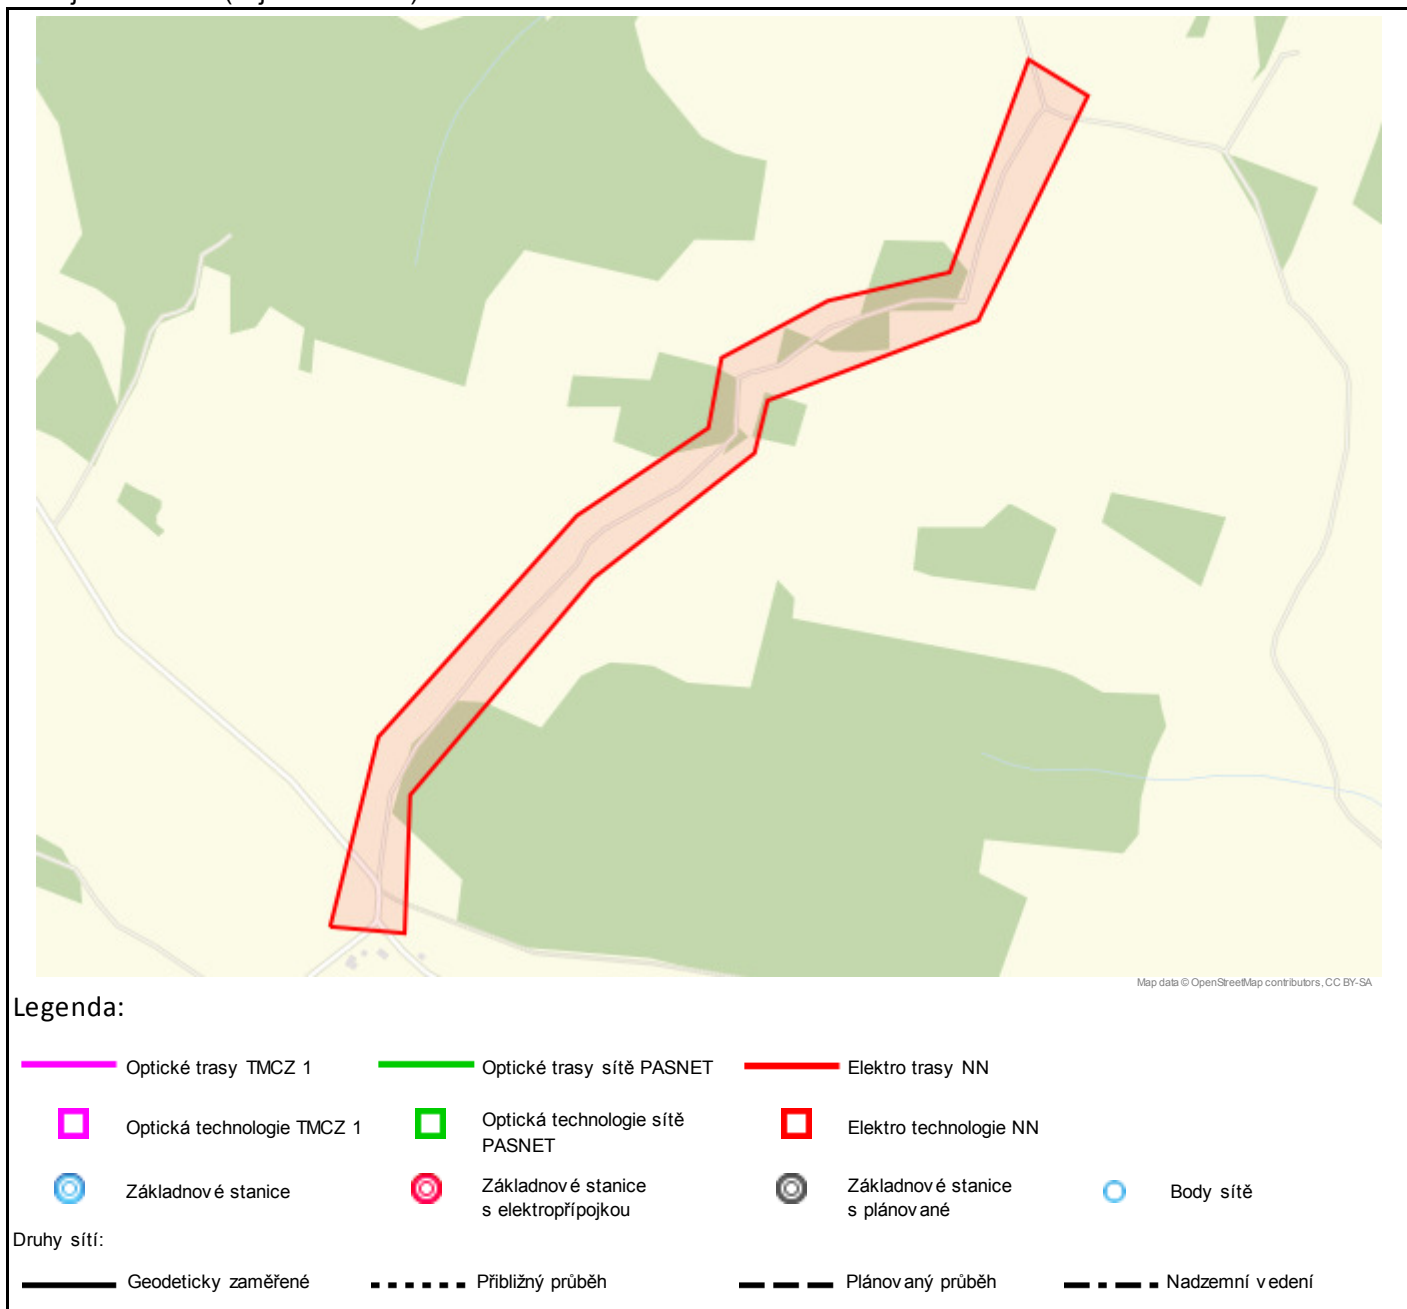 Map data © OpenStreetMap contributors, CC BY-SA
Legenda:
Optické trasy TMCZ 1
Optické trasy sítě PASNET
Elektro trasy NN
Optická technologie TMCZ 1
Optická technologie sítě
PASNET
Elektro technologie NN
Základnové stanice
Základnové stanice
s elektropřípojkou
Základnové stanice
s plánované
Body sítě
Druhy sítí:
Geodeticky zaměřené
Přibližný průběh
Plánovaný průběh
Nadzemní vedení